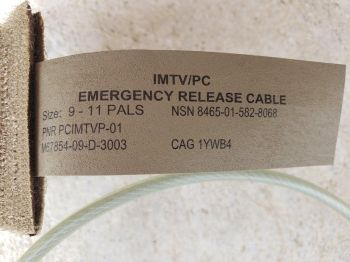 IMTV/PC
EMERGENCY RELEASE CABLE
Size: 9 - 11 PALS NSN 8465-01-582-8068
PNR PCIMTVP-01
M67854-09-D-3003 CAG 1YWB4